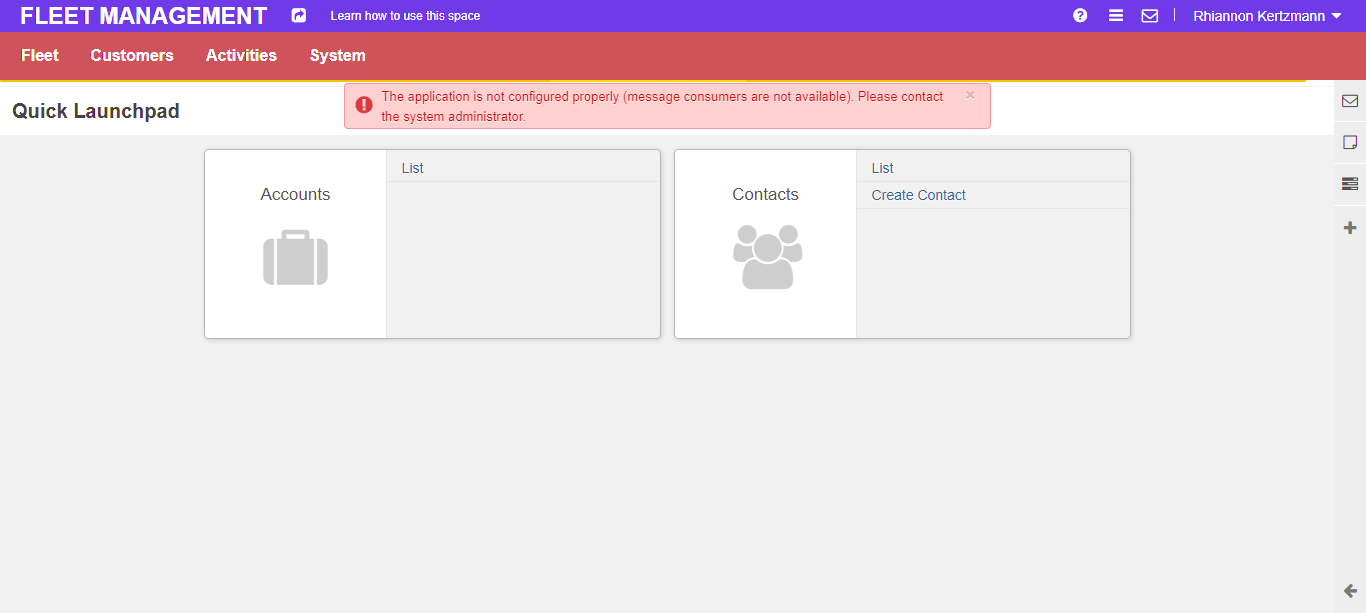 FLEET MANAGEMENT Learn how to use this space Rhiannon Kertzmann
Fleet Customers Activities System
The application is not configured properly (message consumers are not available). Please contact
the system administrator.
Quick Launchpad
Accounts
List
Contacts
List
Create Contact